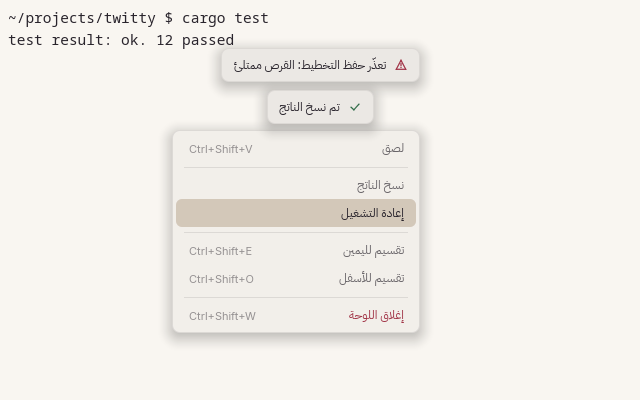 ~/projects/twitty $ cargo test
test result: ok. 12 passed
تعذّر حفظ التخطيط: القرص ممتلئ
تم نسخ الناتج
لصق Ctrl+Shift+V
نسخ الناتج
إعادة التشغيل
تقسيم لليمين Ctrl+Shift+E
تقسيم للأسفل Ctrl+Shift+O
إغلاق اللوحة Ctrl+Shift+W